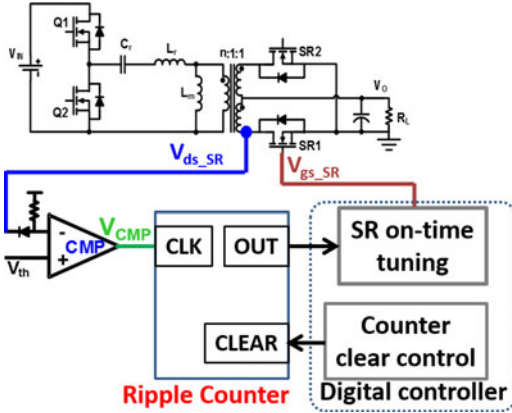 Q1
n:1:1
SR2
V_IN
C_r
L_r
L_m
V_O
R_L
Q2
SR1
V_ds_SR
V_gs_SR
V_CMP
CMP
-
+
V_th
CLK
OUT
SR on-time
tuning
CLEAR
Counter
clear control
Ripple Counter
Digital controller